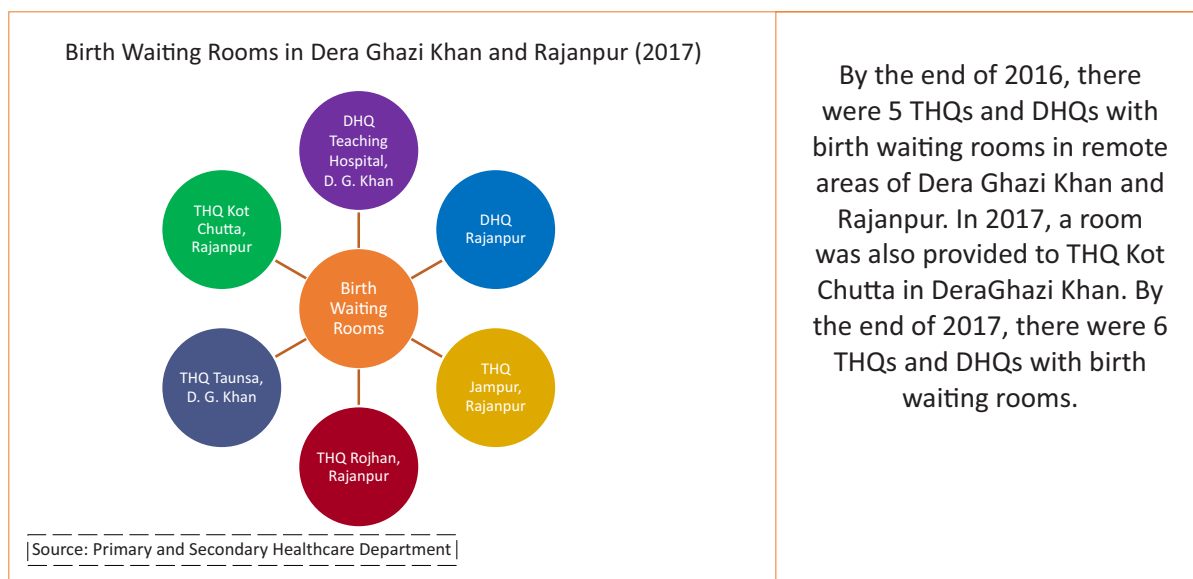 Birth Waiting Rooms in Dera Ghazi Khan and Rajanpur (2017)
DHQ
Teaching
Hospital,
D. G. Khan
DHQ
Rajanpur
THQ
Jampur,
Rajanpur
THQ Rojhan,
Rajanpur
THQ Taunsa,
D. G. Khan
THQ Kot
Chutta,
Rajanpur
Birth
Waiting
Rooms
Source: Primary and Secondary Healthcare Department
By the end of 2016, there
were 5 THQs and DHQs with
birth waiting rooms in remote
areas of Dera Ghazi Khan and
Rajanpur. In 2017, a room
was also provided to THQ Kot
Chutta in DeraGhazi Khan. By
the end of 2017, there were 6
THQs and DHQs with birth
waiting rooms.